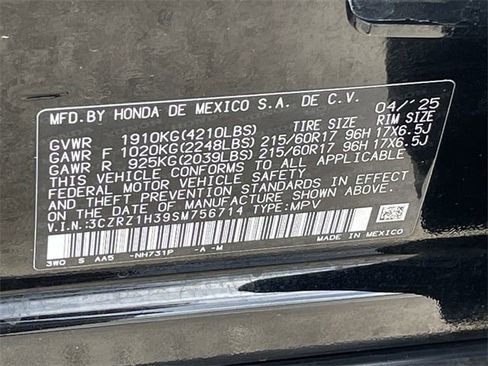 MFD.BY HONDA DE MEXICO S.A. DE C.V. 04/'25
TIRE SIZE RIM SIZE
GVWR 1910KG(4210LBS)
GAWR F 1020KG(2248LBS) 215/60R17 96H 17X6.5J
GAWR R 925KG(2039LBS) 215/60R17 96H 17X6.5J
THIS VEHICLE CONFORMS TO ALL APPLICABLE
FEDERAL MOTOR VEHICLE SAFETY
AND THEFT PREVENTION STANDARDS IN EFFECT
ON THE DATE OF MANUFACTURE SHOWN ABOVE.
V.I.N.:3CZRZ1H39SM756714 TYPE:MPV
3W0 S AA5 -NH731P -A -M MADE IN MEXICO